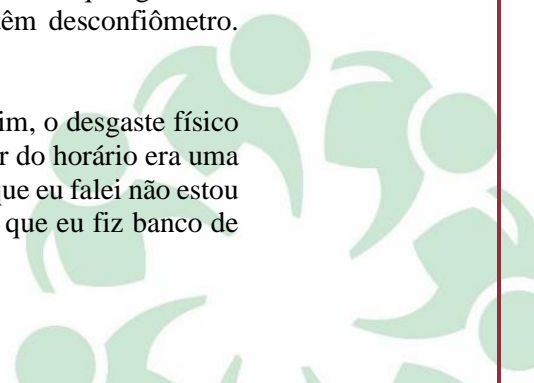 têm desconfiômetro.
im, o desgaste físico
r do horário era uma
que eu falei não estou
que eu fiz banco de